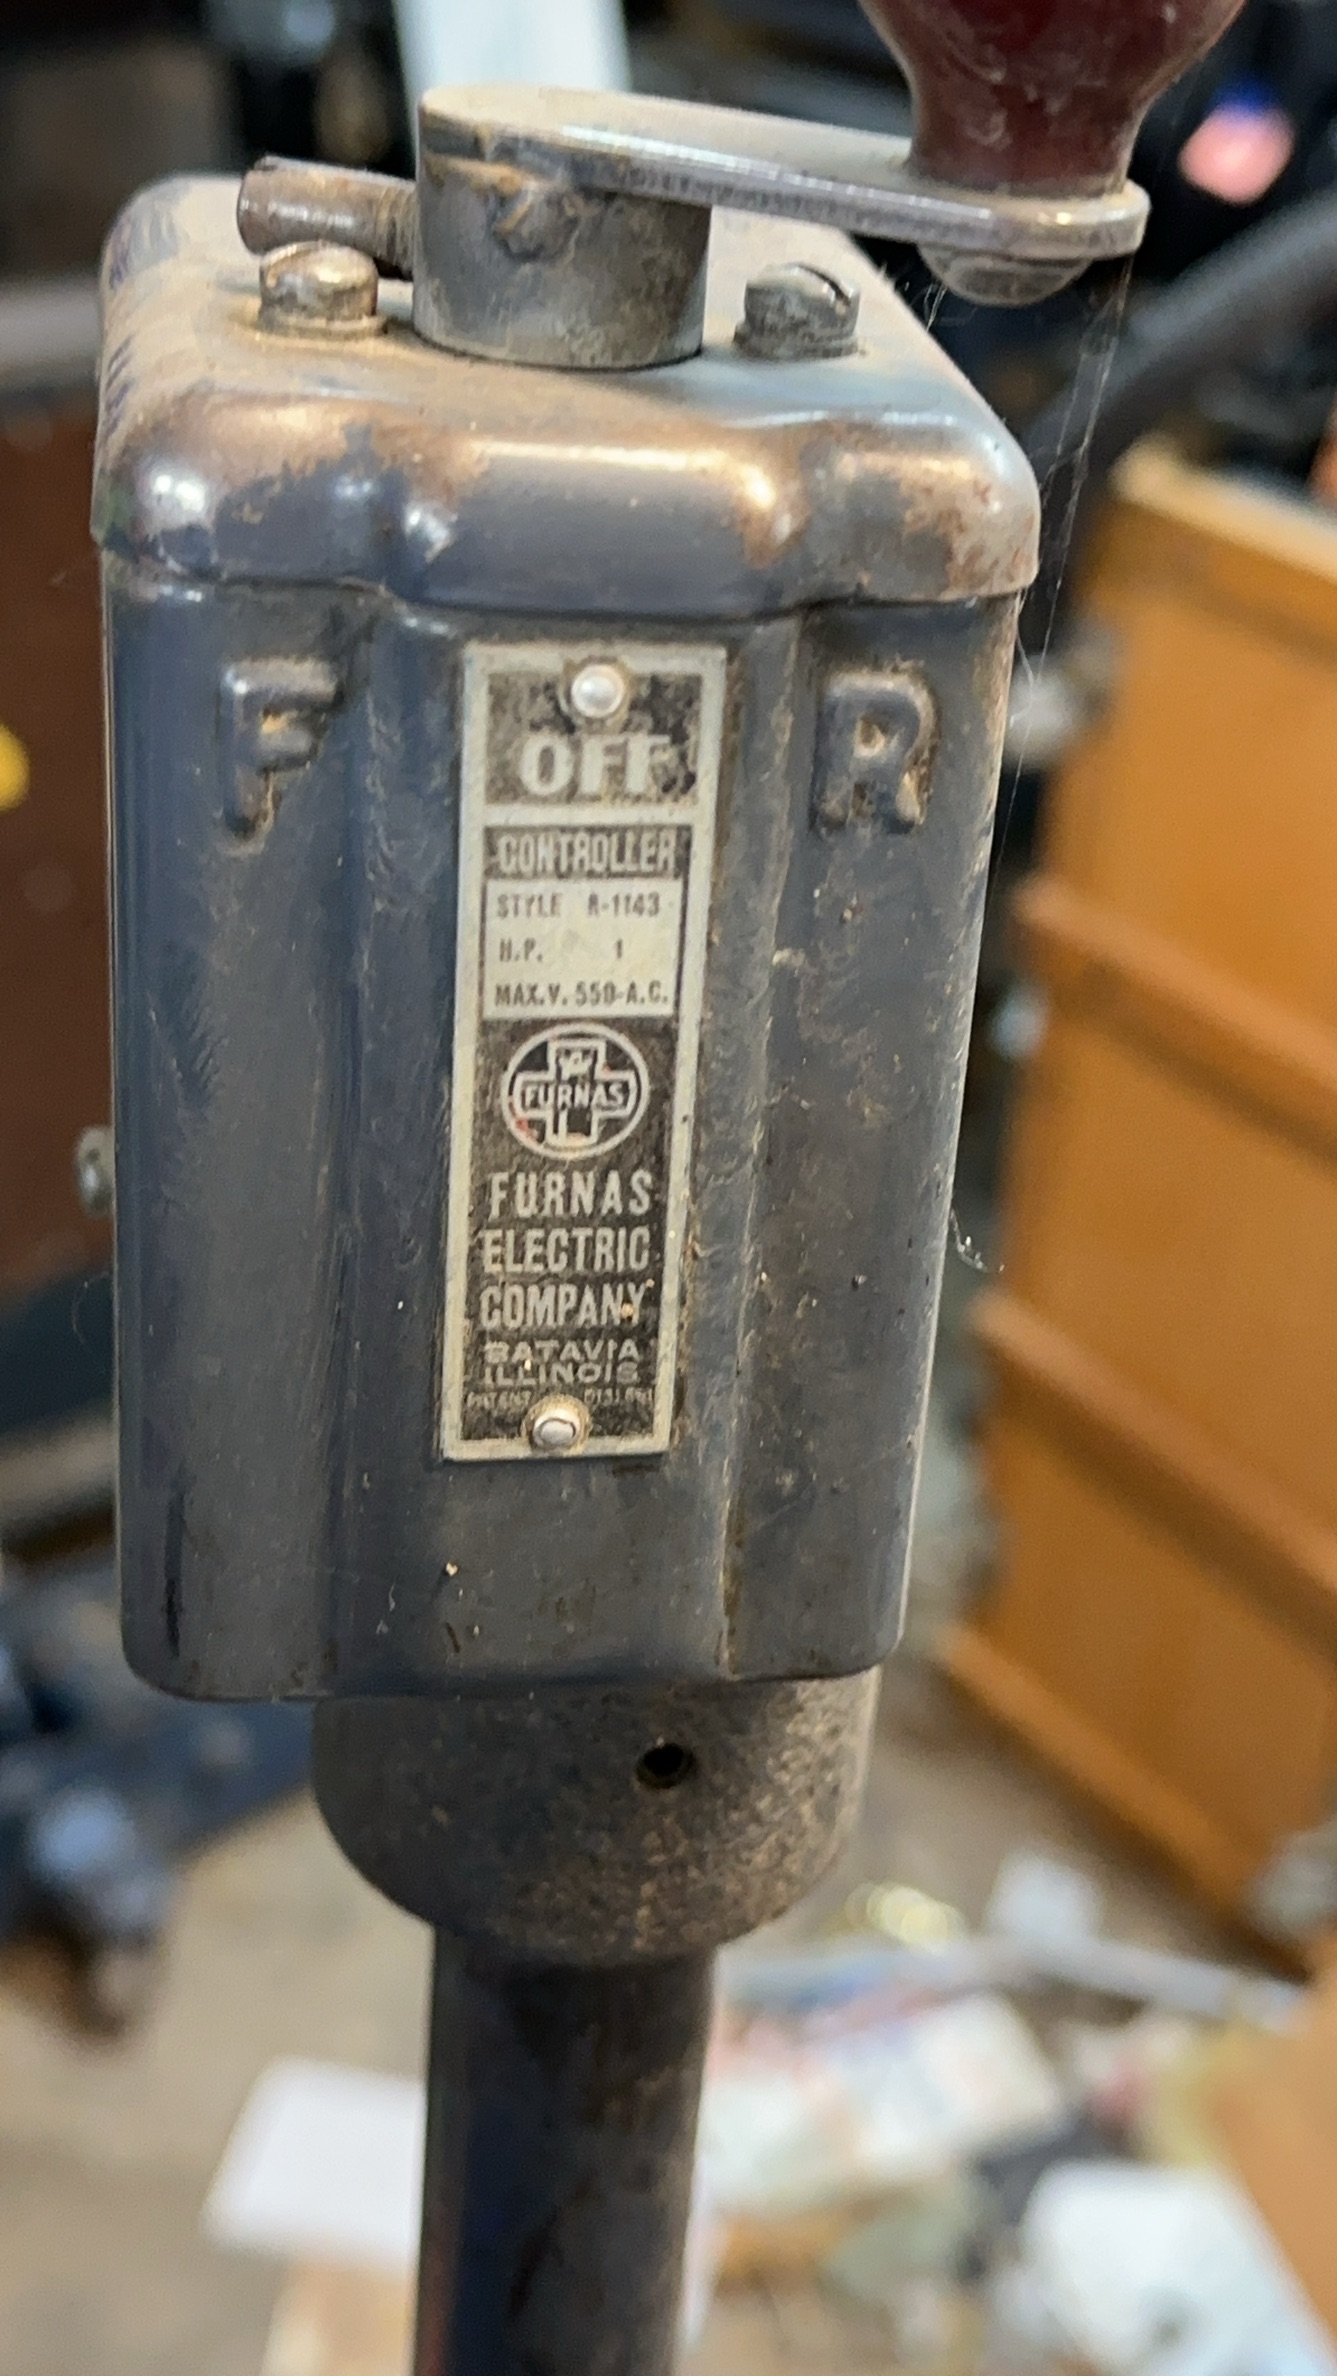 F
R
OFF
CONTROLLER
STYLE R-1143
H.P. 1
MAX.V. 550-A.C.
FURNAS
FURNAS
ELECTRIC
COMPANY
BATAVIA
ILLINOIS